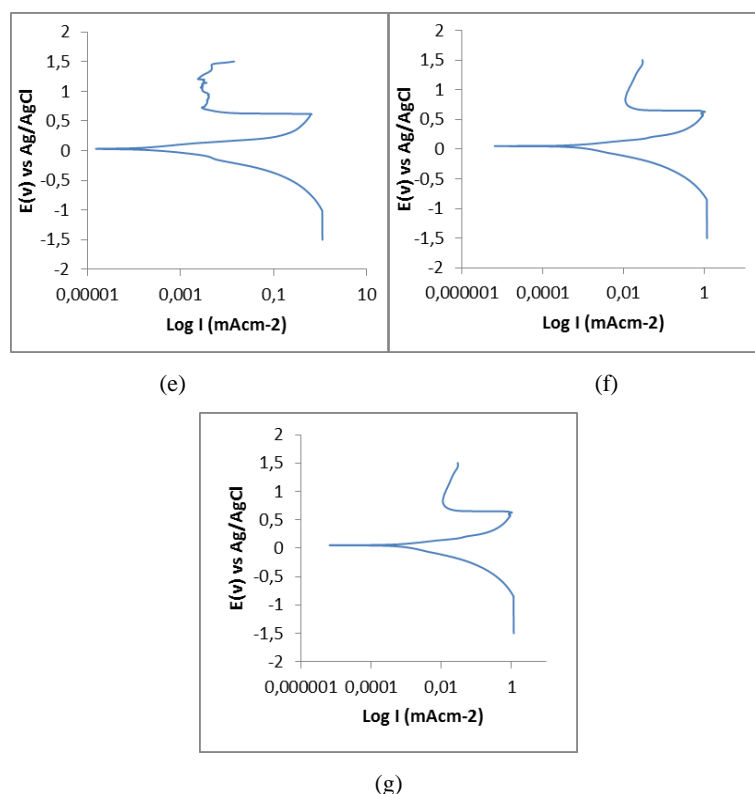 2
1,5
1
0,5
0
-0,5
-1
-1,5
-2
E(v) vs Ag/AgCl
0,00001 0,001 0,1 10
Log I (mAcm-2)
(e)
2
1,5
1
0,5
0
-0,5
-1
-1,5
-2
E(v) vs Ag/AgCl
0,000001 0,0001 0,01 1
Log I (mAcm-2)
(f)
2
1,5
1
0,5
0
-0,5
-1
-1,5
-2
E(v) vs Ag/AgCl
0,000001 0,0001 0,01 1
Log I (mAcm-2)
(g)